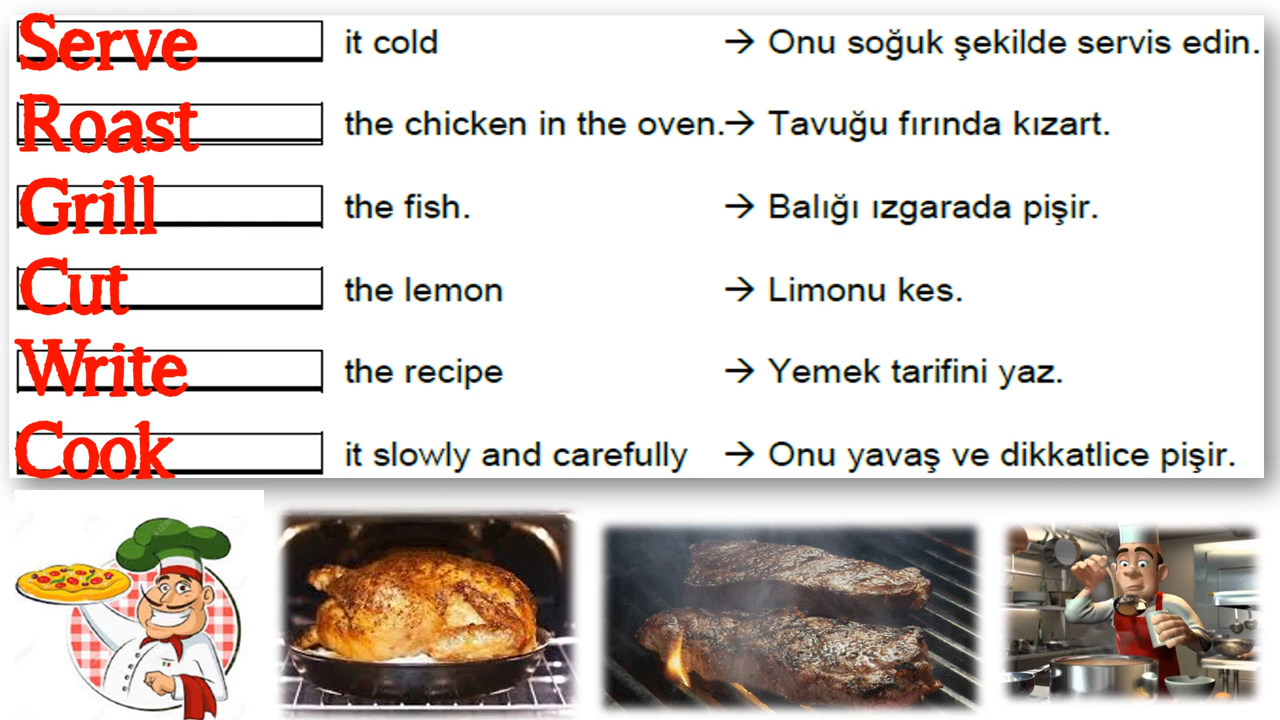 Serve it cold → Onu soğuk şekilde servis edin.
Roast the chicken in the oven. → Tavuğu fırında kızart.
Grill the fish. → Balığı ızgarada pişir.
Cut the lemon → Limonu kes.
Write the recipe → Yemek tarifini yaz.
Cook it slowly and carefully → Onu yavaş ve dikkatlice pişir.